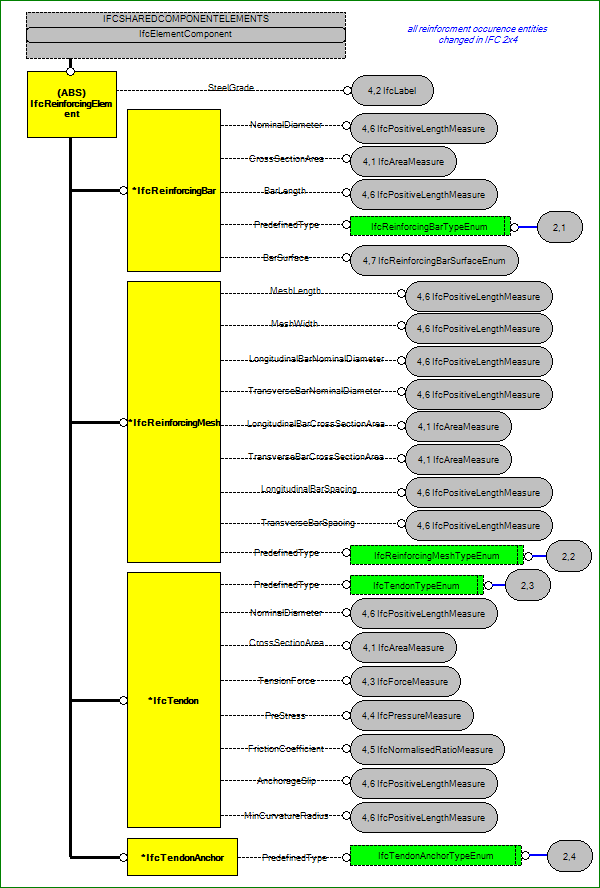 IFCSHAREDCOMPONENTELEMENTS
IfcElementComponent
all reinforoment occurence entities
changed in IFC 2x4
(ABS)
IfcReinforcingElem
ent
SteelGrade
4,2 IfcLabel
*IfcReinforcingBar
NominalDiameter
4,6 IfcPositiveLengthMeasure
CrossSectionArea
4,1 IfcAreaMeasure
BarLength
4,6 IfcPositiveLengthMeasure
PredefinedType
IfcReinforcingBarTypeEnum
2,1
BarSurface
4,7 IfcReinforcingBarSurfaceEnum
*IfcReinforcingMesh
MeshLength
4,6 IfcPositiveLengthMeasure
MeshWidth
4,6 IfcPositiveLengthMeasure
LongitudinalBarNominalDiameter
4,6 IfcPositiveLengthMeasure
TransverseBarNominalDiameter
4,6 IfcPositiveLengthMeasure
LongitudinalBarCrossSectionArea
4,1 IfcAreaMeasure
TransverseBarCrossSectionArea
4,1 IfcAreaMeasure
LongitudinalBarSpacing
4,6 IfcPositiveLengthMeasure
TransverseBarSpacing
4,6 IfcPositiveLengthMeasure
PredefinedType
IfcReinforcingMeshTypeEnum
2,2
*IfcTendon
PredefinedType
IfcTendonTypeEnum
2,3
NominalDiameter
4,6 IfcPositiveLengthMeasure
CrossSectionArea
4,1 IfcAreaMeasure
TensionForce
4,3 IfcForceMeasure
PreStress
4,4 IfcPressureMeasure
FrictionCoefficient
4,5 IfcNormalisedRatioMeasure
AnchorageSlip
4,6 IfcPositiveLengthMeasure
MinCurvatureRadius
4,6 IfcPositiveLengthMeasure
*IfcTendonAnchor
PredefinedType
IfcTendonAnchorTypeEnum
2,4